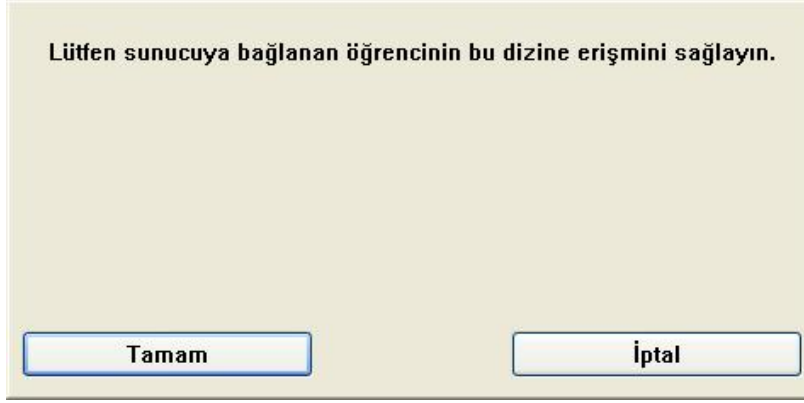 Lütfen sunucuya bağlanan öğrencinin bu dizine erişmini sağlayın.
Tamam
İptal